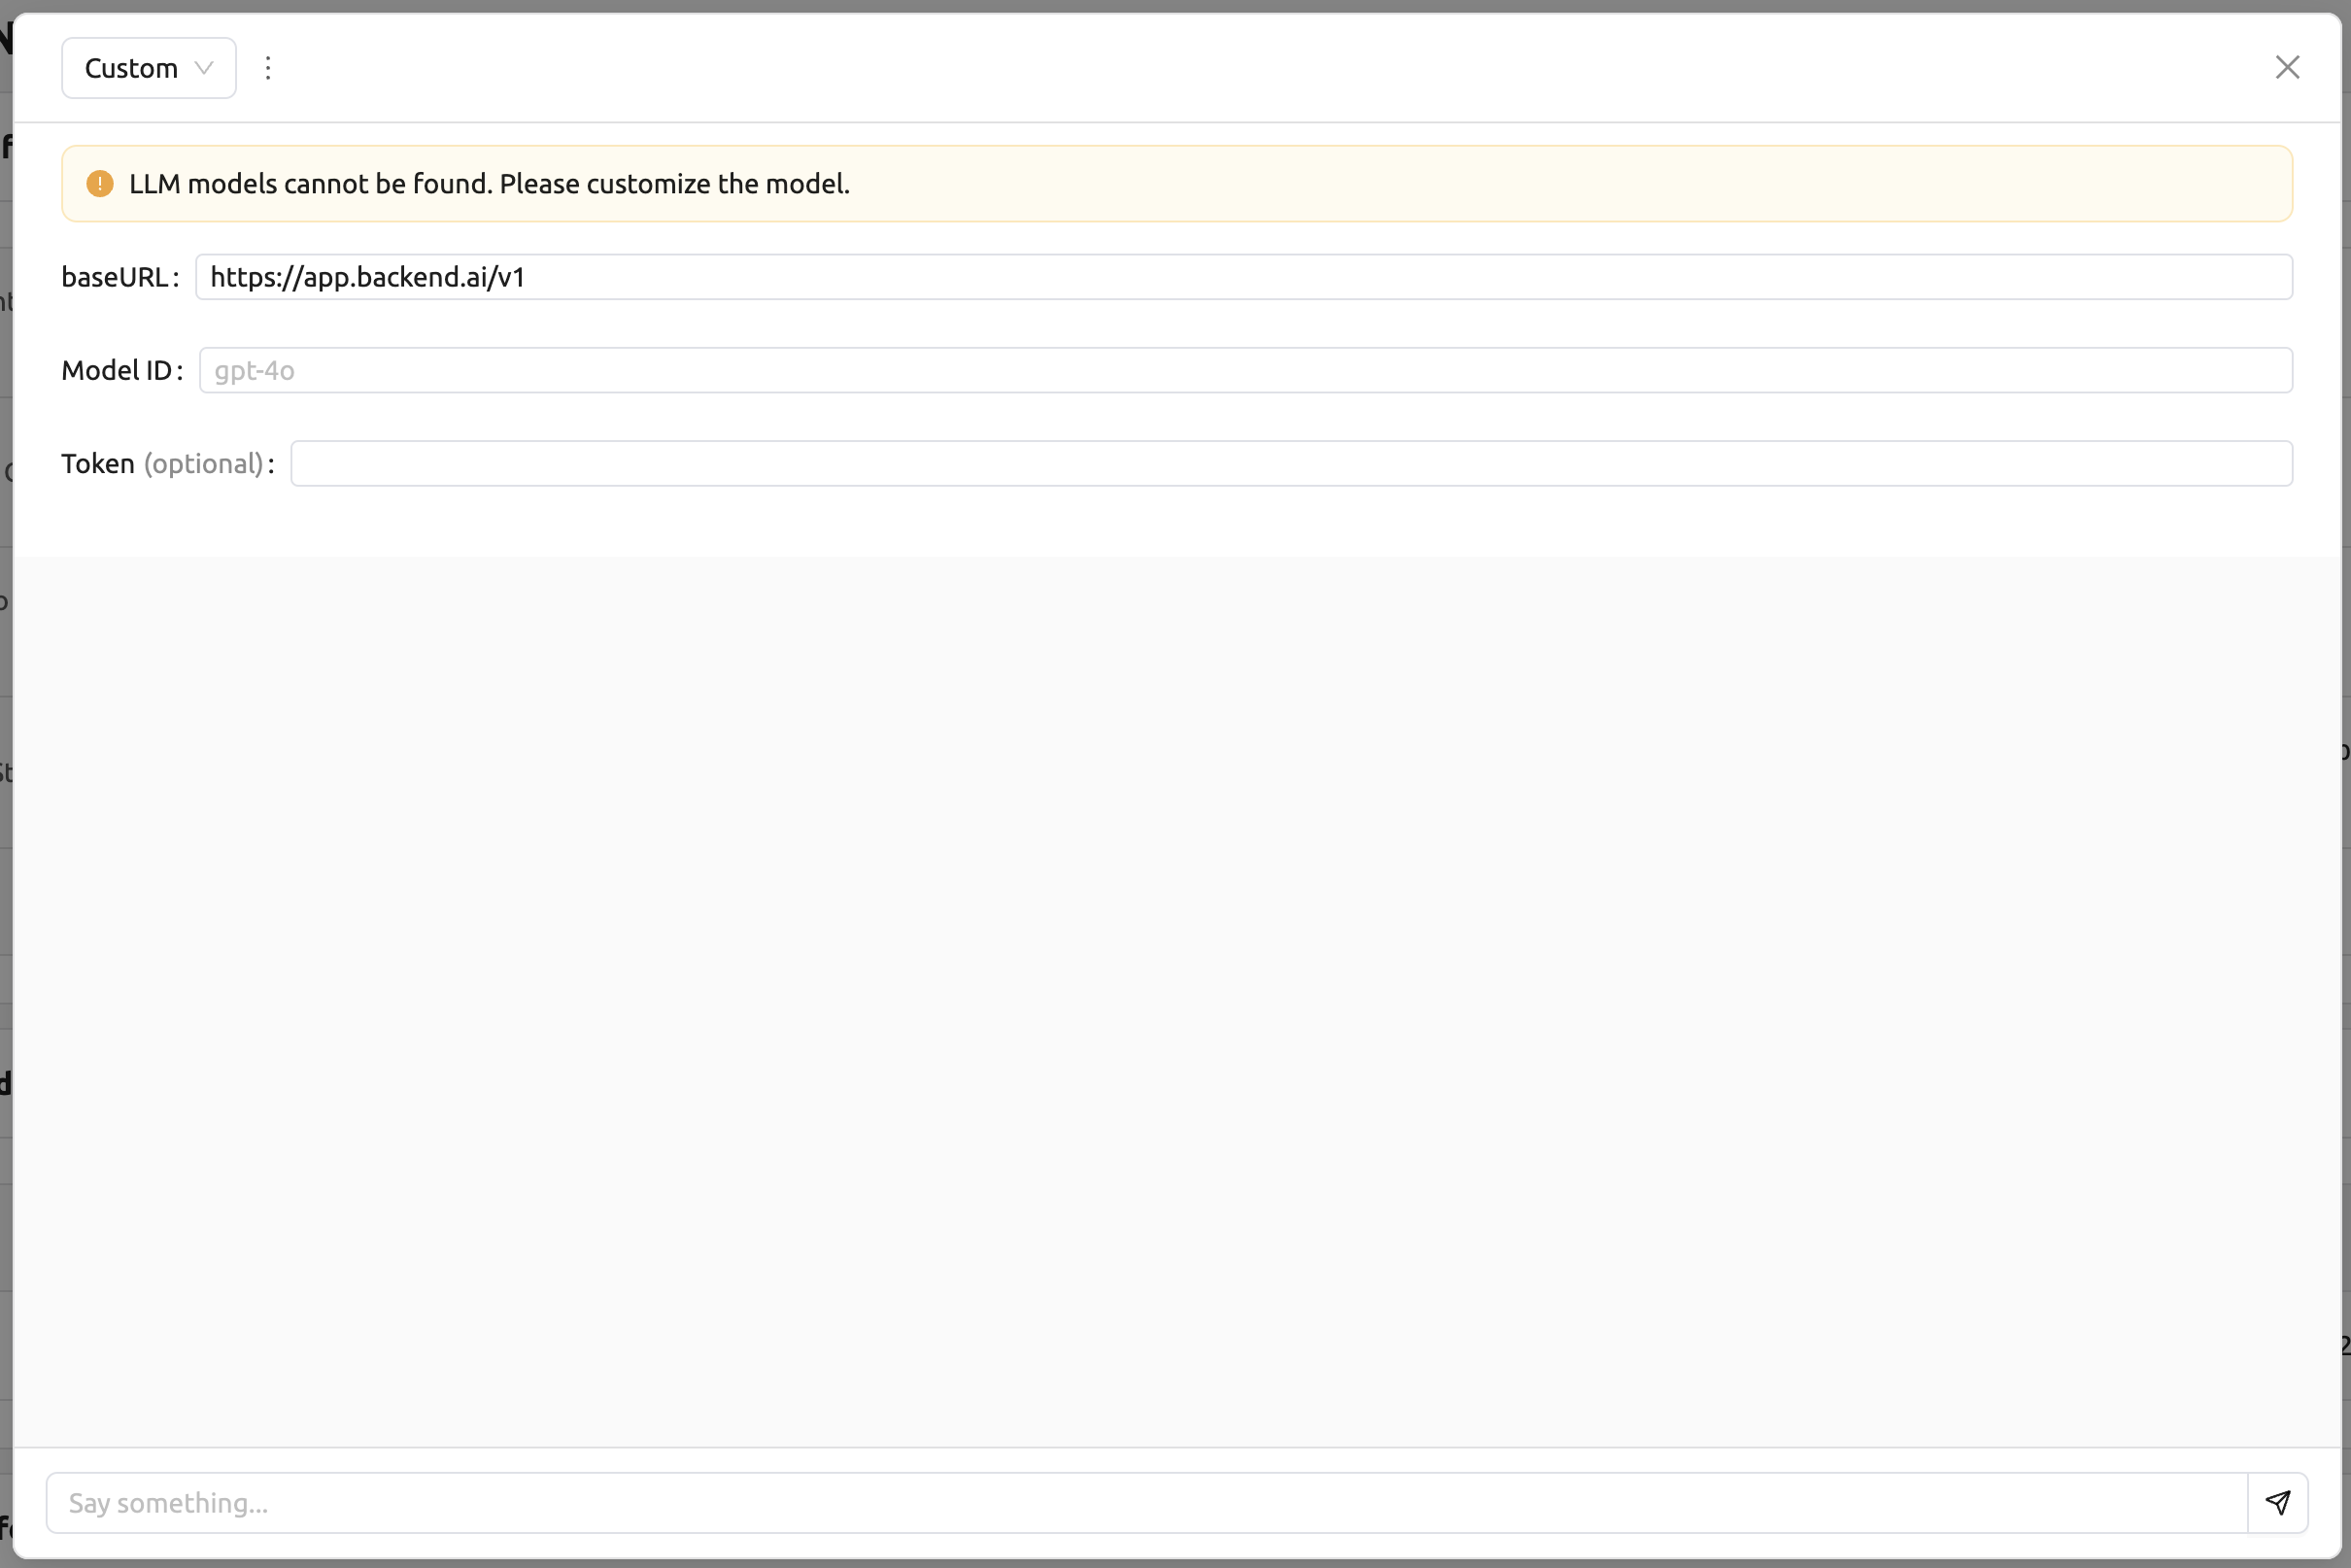 Custom
LLM models cannot be found. Please customize the model.
baseURL: https://app.backend.ai/v1
Model ID: gpt-4o
Token (optional):
Say something...